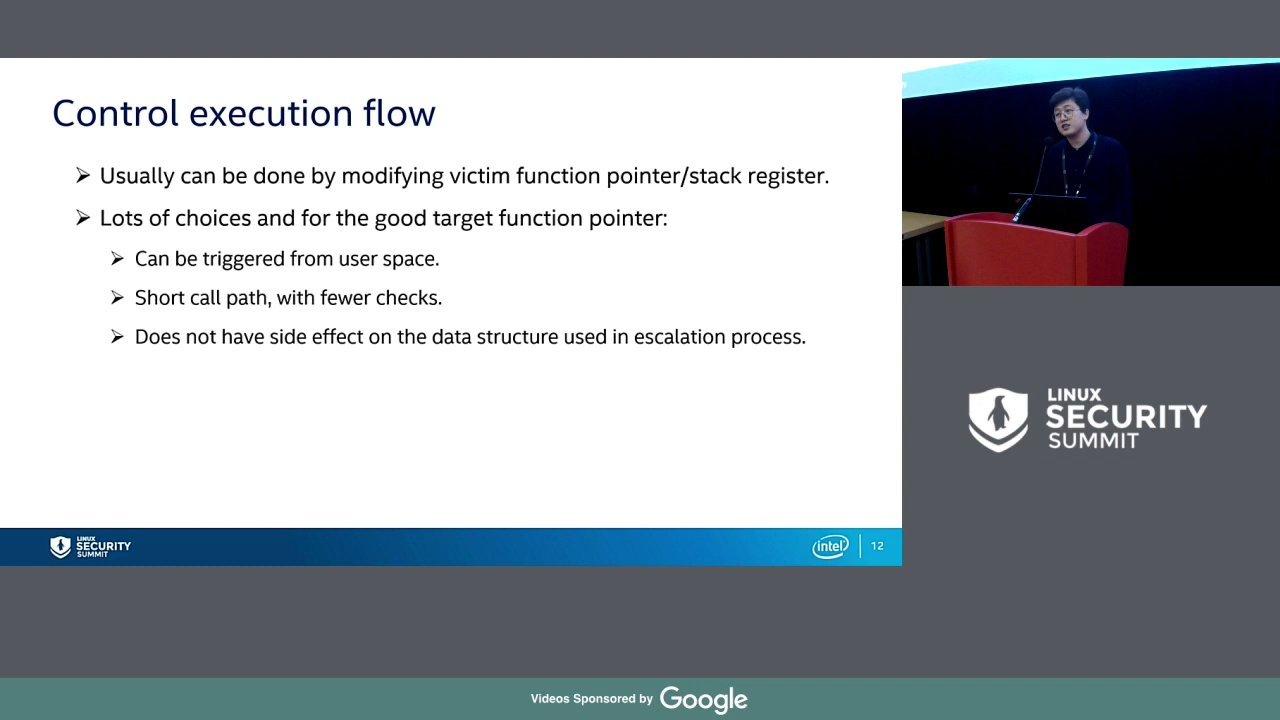 Control execution flow
➢ Usually can be done by modifying victim function pointer/stack register.
➢ Lots of choices and for the good target function pointer:
➢ Can be triggered from user space.
➢ Short call path, with fewer checks.
➢ Does not have side effect on the data structure used in escalation process.
LINUX
SECURITY
SUMMIT
intel
12
LINUX
SECURITY
SUMMIT
Videos Sponsored by Google